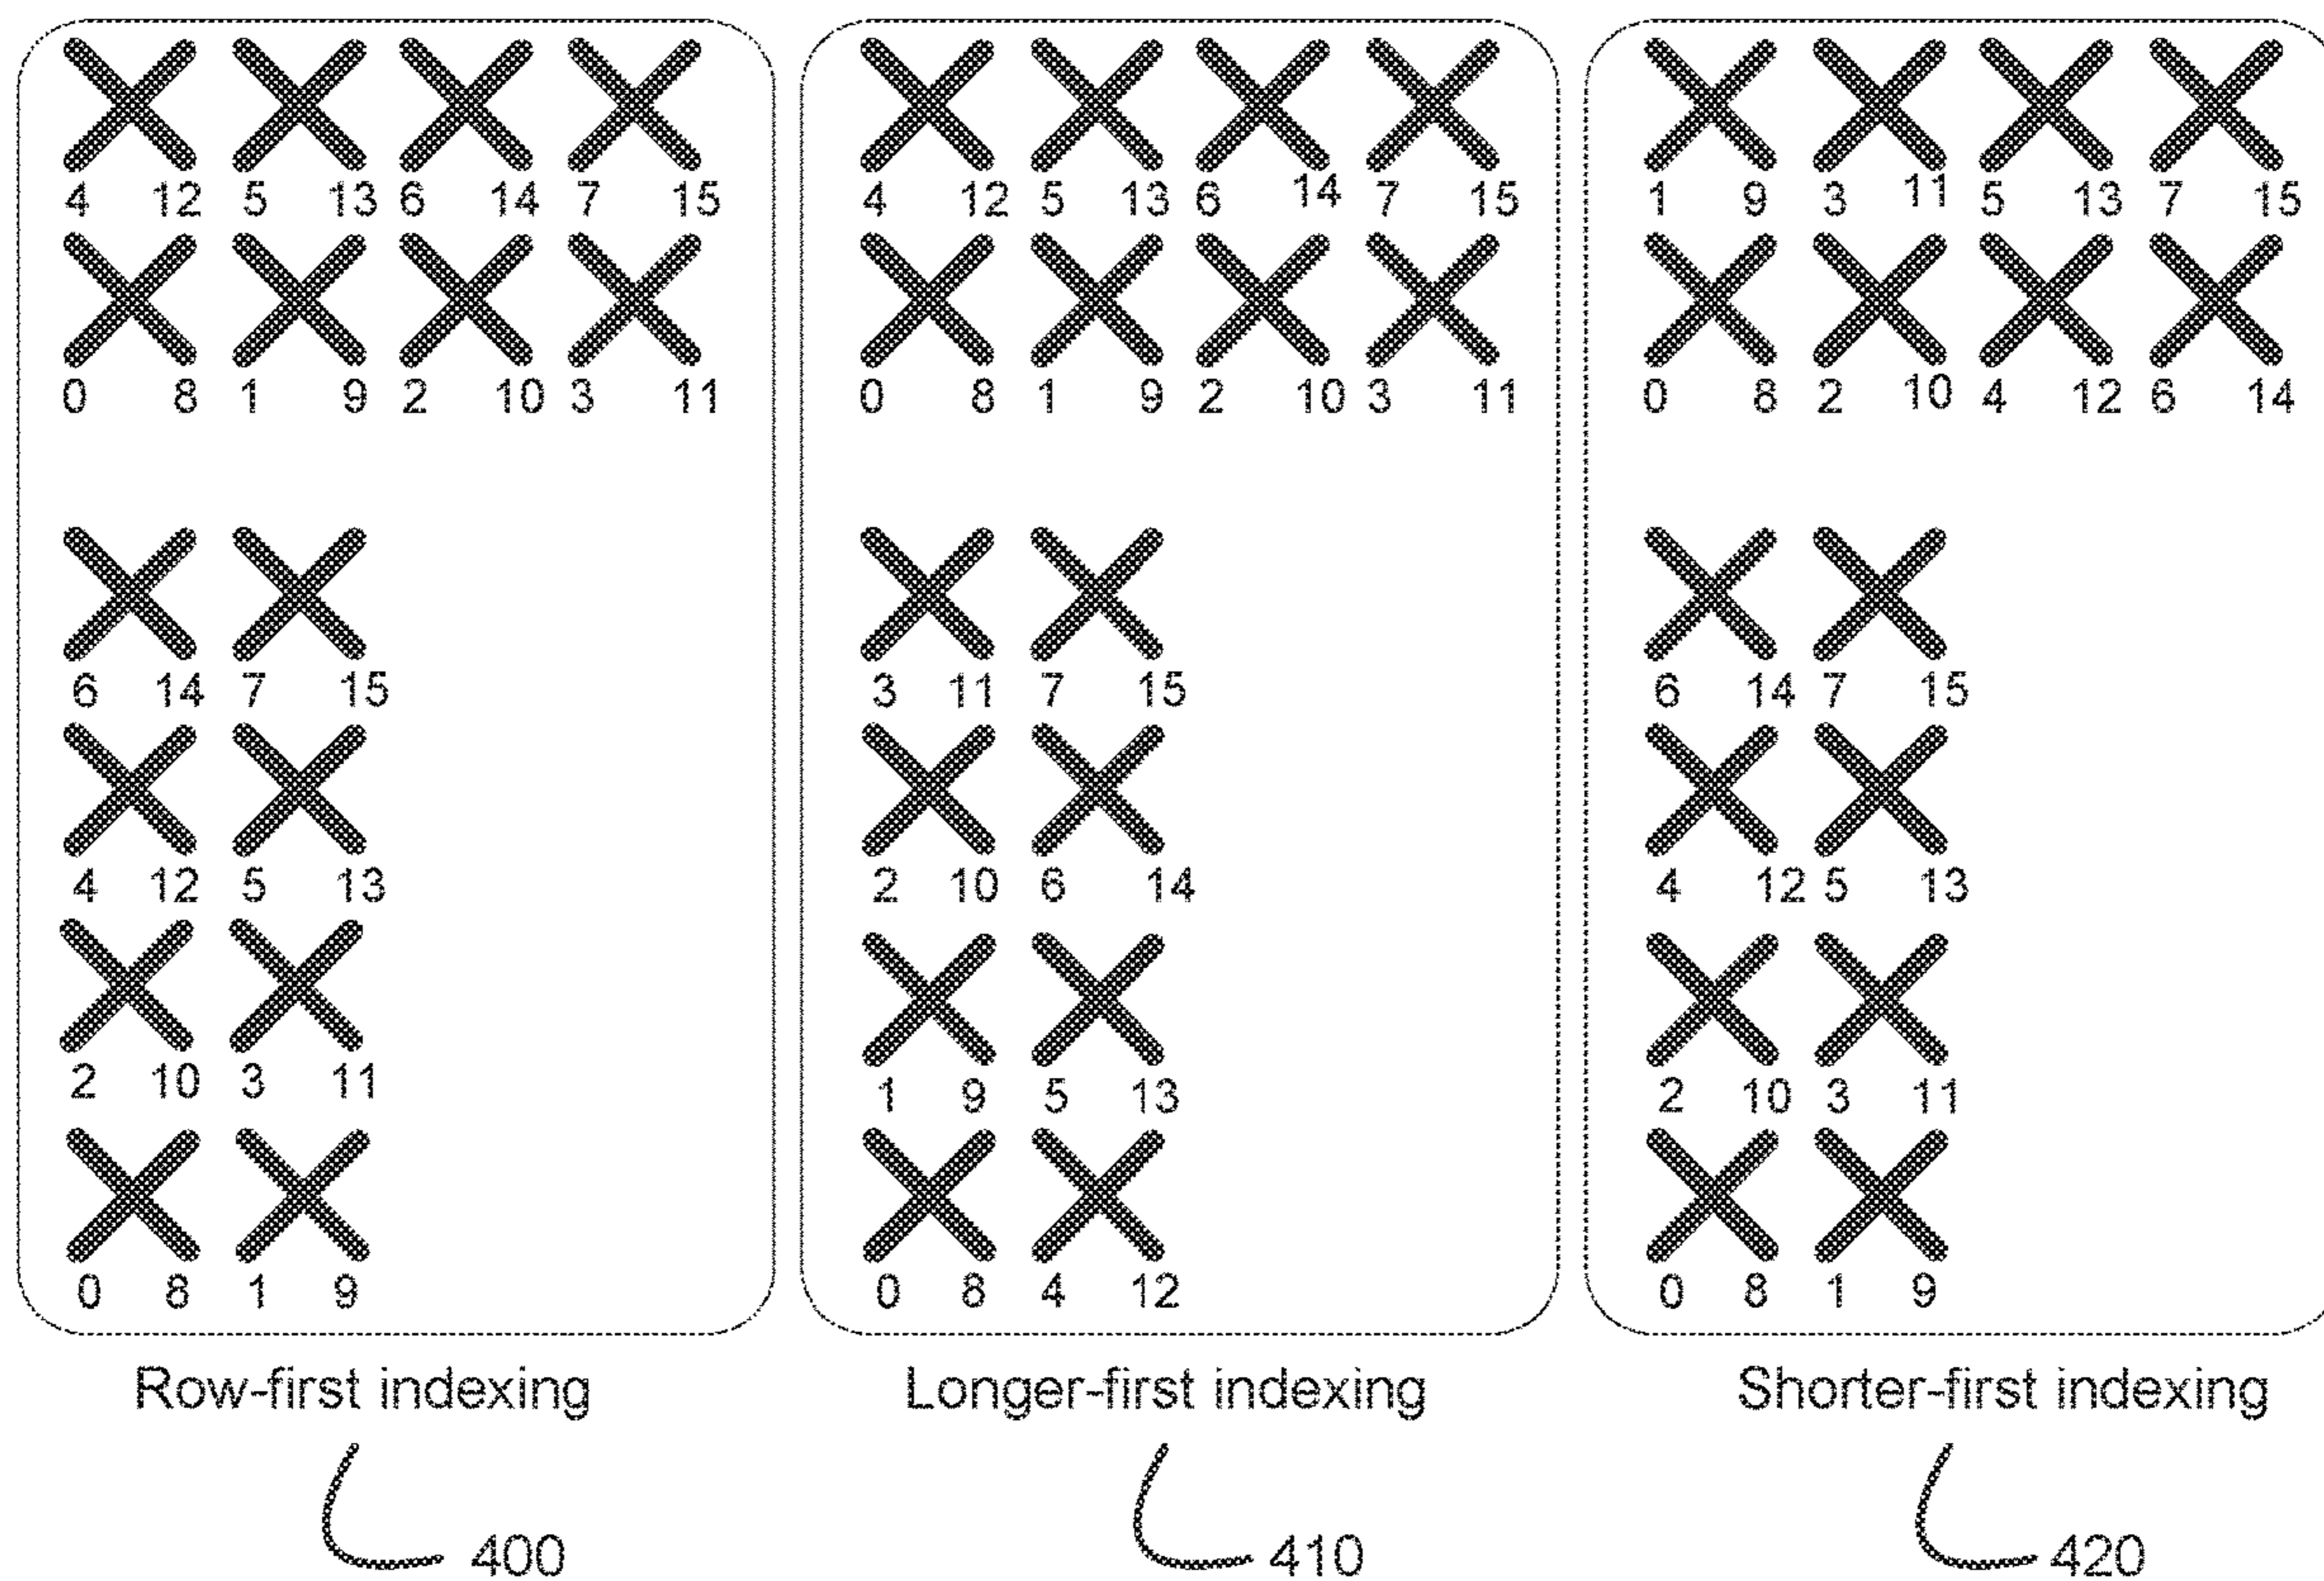 4 12 5 13 6 14 7 15
0 8 1 9 2 10 3 11
6 14 7 15
4 12 5 13
2 10 3 11
0 8 1 9
Row-first indexing
400
4 12 5 13 6 14 7 15
0 8 1 9 2 10 3 11
3 11 7 15
2 10 6 14
1 9 5 13
0 8 4 12
Longer-first indexing
410
1 9 3 11 5 13 7 15
0 8 2 10 4 12 6 14
6 14 7 15
4 12 5 13
2 10 3 11
0 8 1 9
Shorter-first indexing
420